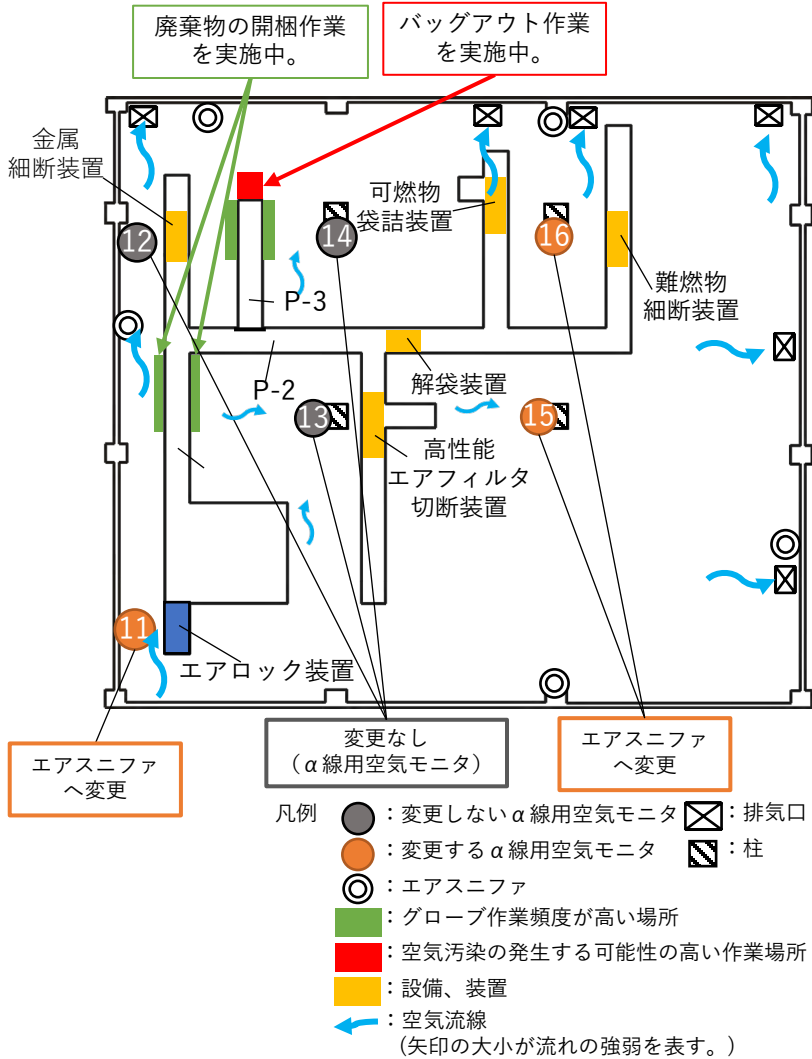 廃棄物の開梱作業
を実施中。
バッグアウト作業
を実施中。
金属
細断装置
可燃物
袋詰装置
12
14
16
難燃物
細断装置
P-3
P-2
解袋装置
13
15
高性能
エアフィルタ
切断装置
11
エアロック装置
エアスニファ
へ変更
変更なし
(α線用空気モニタ)
エアスニファ
へ変更
凡例
:変更しないα線用空気モニタ
:排気口
:変更するα線用空気モニタ
:柱
:エアスニファ
:グローブ作業頻度が高い場所
:空気汚染の発生する可能性の高い作業場所
:設備、装置
:空気流線
(矢印の大小が流れの強弱を表す。)